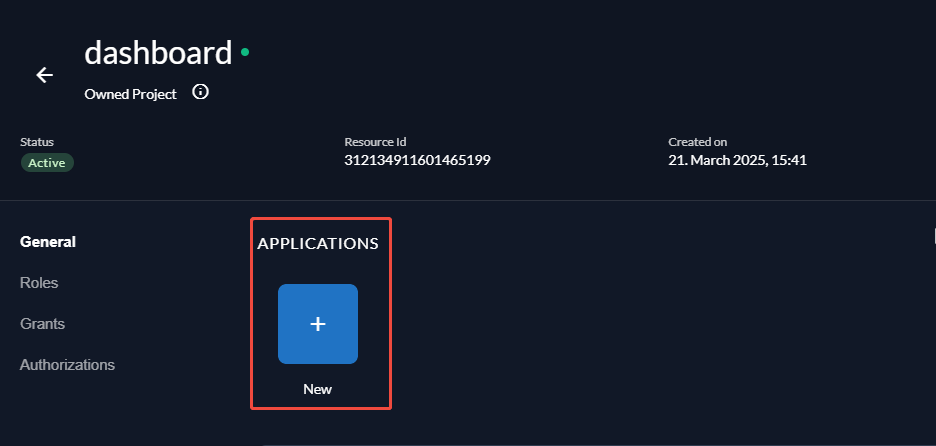 dashboard
Owned Project
Status
Active
Resource Id
312134911601465199
Created on
21. March 2025, 15:41
General
Roles
Grants
Authorizations
APPLICATIONS
+
New